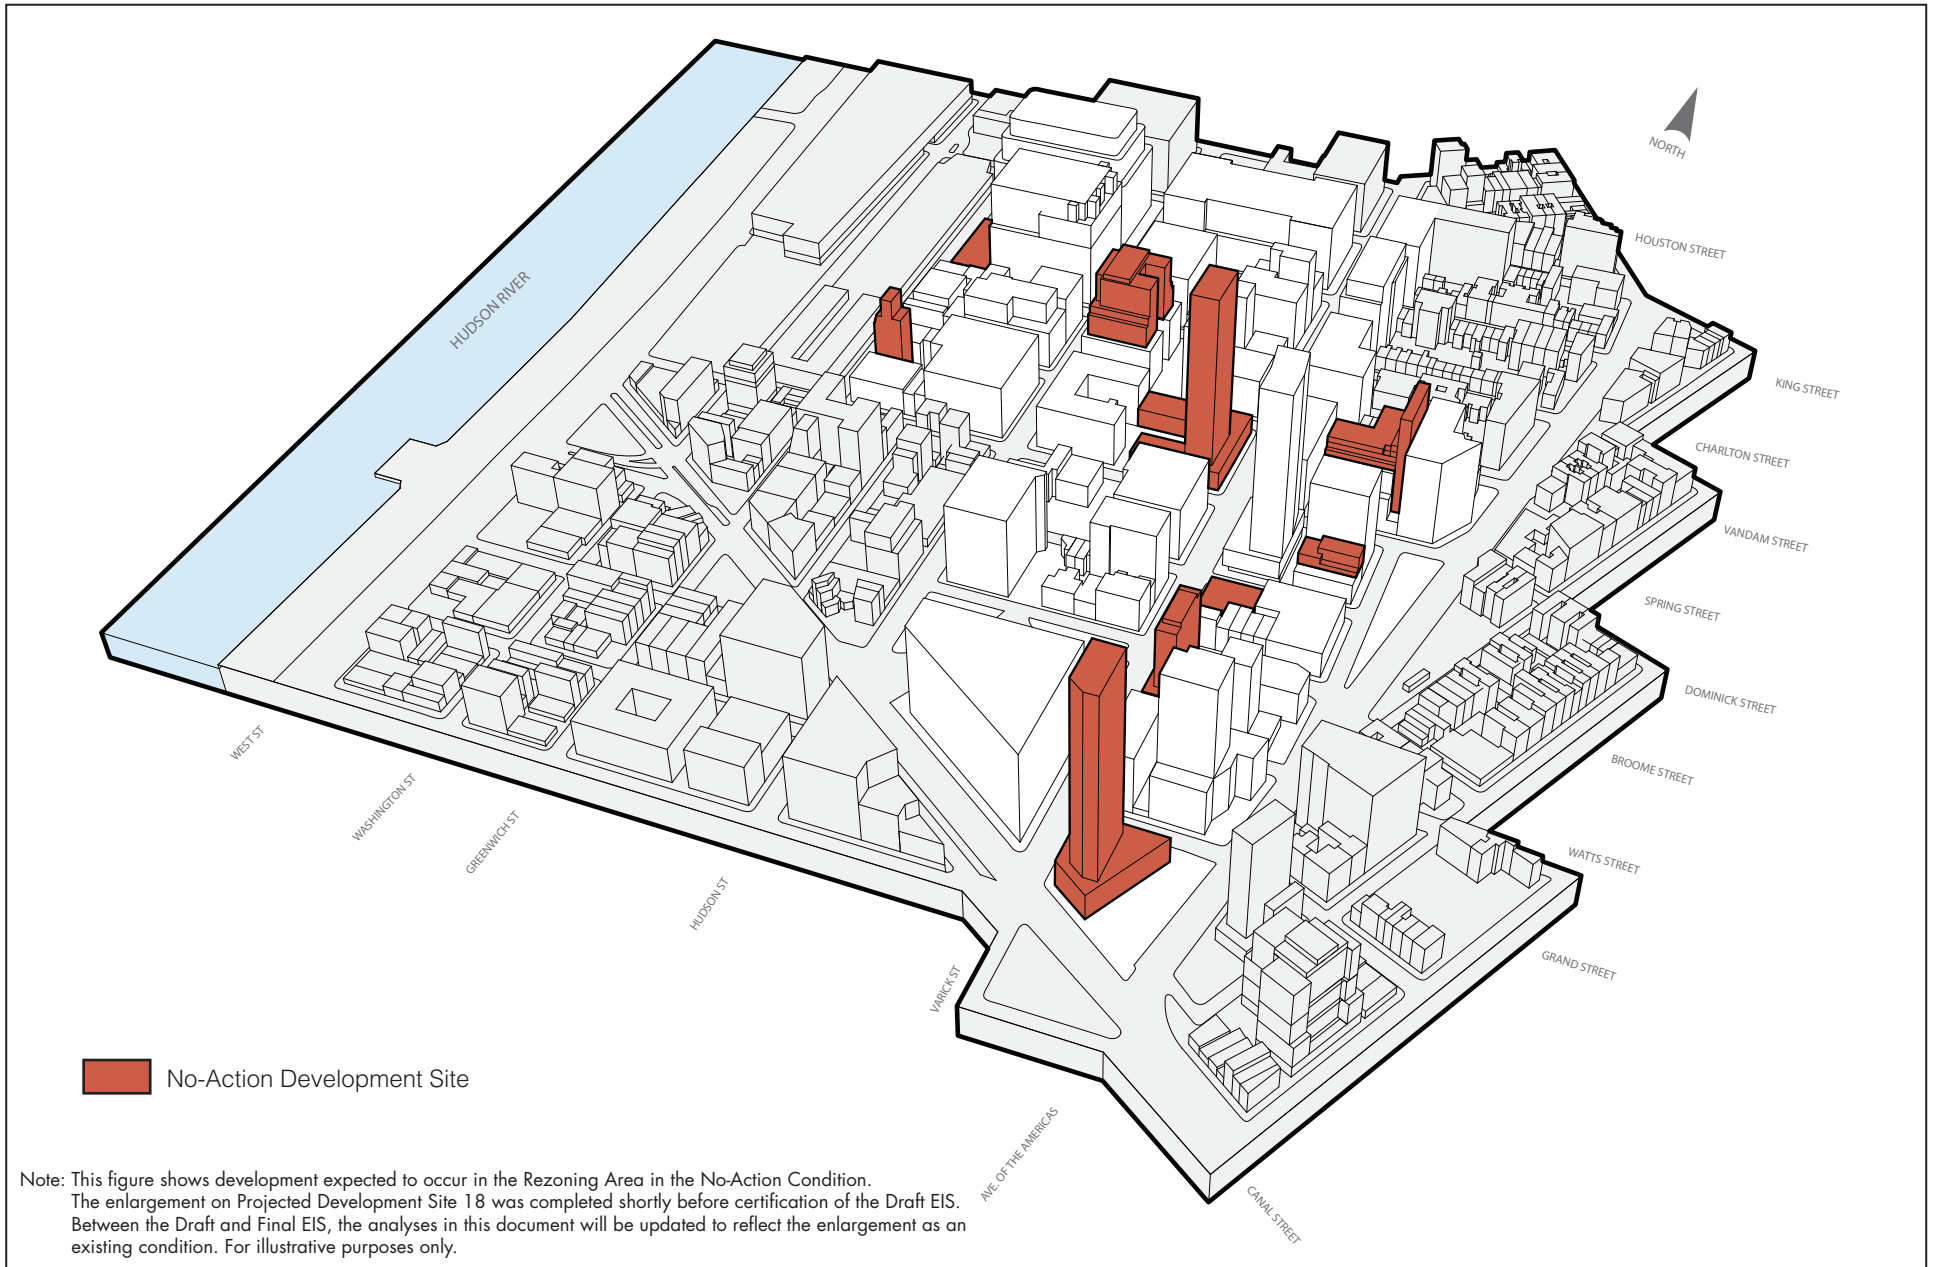 NORTH
HOUSTON STREET
HUDSON RIVER
KING STREET
CHARLTON STREET
VANDAM STREET
SPRING STREET
DOMINICK STREET
BROOME STREET
WATTS STREET
GRAND STREET
WEST ST
WASHINGTON ST
GREENWICH ST
HUDSON ST
VARICK ST
AVE. OF THE AMERICAS
CANAL STREET
No-Action Development Site
Note: This figure shows development expected to occur in the Rezoning Area in the No-Action Condition.
The enlargement on Projected Development Site 18 was completed shortly before certification of the Draft EIS.
Between the Draft and Final EIS, the analyses in this document will be updated to reflect the enlargement as an
existing condition. For illustrative purposes only.